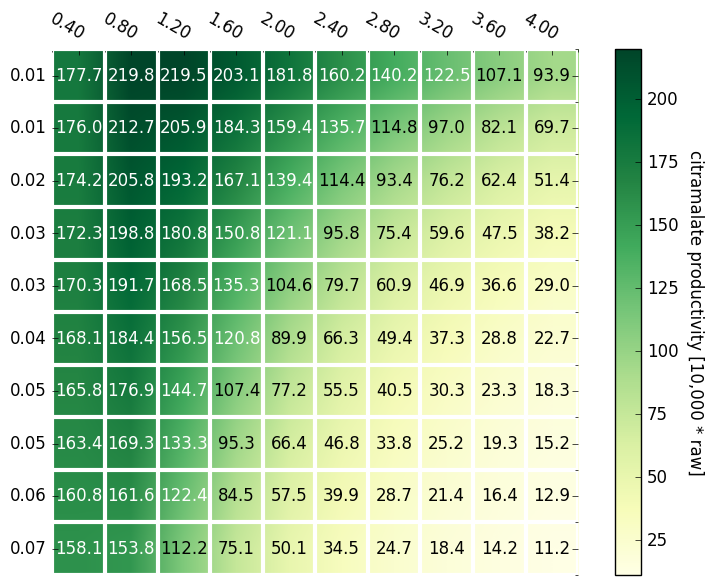 0.40 0.80 1.20 1.60 2.00 2.40 2.80 3.20 3.60 4.00
0.01 177.7 219.8 219.5 203.1 181.8 160.2 140.2 122.5 107.1 93.9
0.01 176.0 212.7 205.9 184.3 159.4 135.7 114.8 97.0 82.1 69.7
0.02 174.2 205.8 193.2 167.1 139.4 114.4 93.4 76.2 62.4 51.4
0.03 172.3 198.8 180.8 150.8 121.1 95.8 75.4 59.6 47.5 38.2
0.03 170.3 191.7 168.5 135.3 104.6 79.7 60.9 46.9 36.6 29.0
0.04 168.1 184.4 156.5 120.8 89.9 66.3 49.4 37.3 28.8 22.7
0.05 165.8 176.9 144.7 107.4 77.2 55.5 40.5 30.3 23.3 18.3
0.05 163.4 169.3 133.3 95.3 66.4 46.8 33.8 25.2 19.3 15.2
0.06 160.8 161.6 122.4 84.5 57.5 39.9 28.7 21.4 16.4 12.9
0.07 158.1 153.8 112.2 75.1 50.1 34.5 24.7 18.4 14.2 11.2
200
175
150
125
100
75
50
25
citramalate productivity [10,000 * raw]